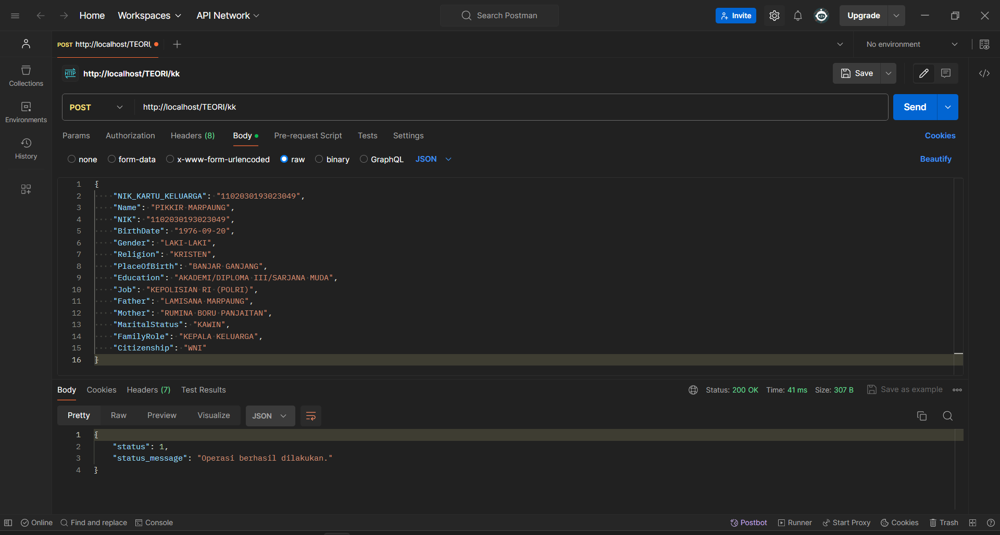 Home Workspaces API Network Search Postman Invite Upgrade
POST http://localhost/TEORI, No environment
HTTP http://localhost/TEORI/kk Save
Collections
POST http://localhost/TEORI/kk Send
Environments
Params Authorization Headers (8) Body Pre-request Script Tests Settings Cookies
History
none form-data x-www-form-urlencoded raw binary GraphQL JSON Beautify
1 {
2 "NIK_KARTU_KELUARGA": "1102030193023049",
3 "Name": "PIKKIR MARPAUNG",
4 "NIK": "1102030193023049",
5 "BirthDate": "1976-09-20",
6 "Gender": "LAKI-LAKI",
7 "Religion": "KRISTEN",
8 "PlaceOfBirth": "BANJAR GANJANG",
9 "Education": "AKADEMI/DIPLOMA III/SARJANA MUDA",
10 "Job": "KEPOLISIAN RI (POLRI)",
11 "Father": "LAMISANA MARPAUNG",
12 "Mother": "RUMINA BORU PANJAITAN",
13 "MaritalStatus": "KAWIN",
14 "FamilyRole": "KEPALA KELUARGA",
15 "Citizenship": "WNI"
16 }
Body Cookies Headers (7) Test Results Status: 200 OK Time: 41 ms Size: 307 B Save as example
Pretty Raw Preview Visualize JSON
1 {
2 "status": 1,
3 "status_message": "Operasi berhasil dilakukan."
4 }
Online Find and replace Console Postbot Runner Start Proxy Cookies Trash